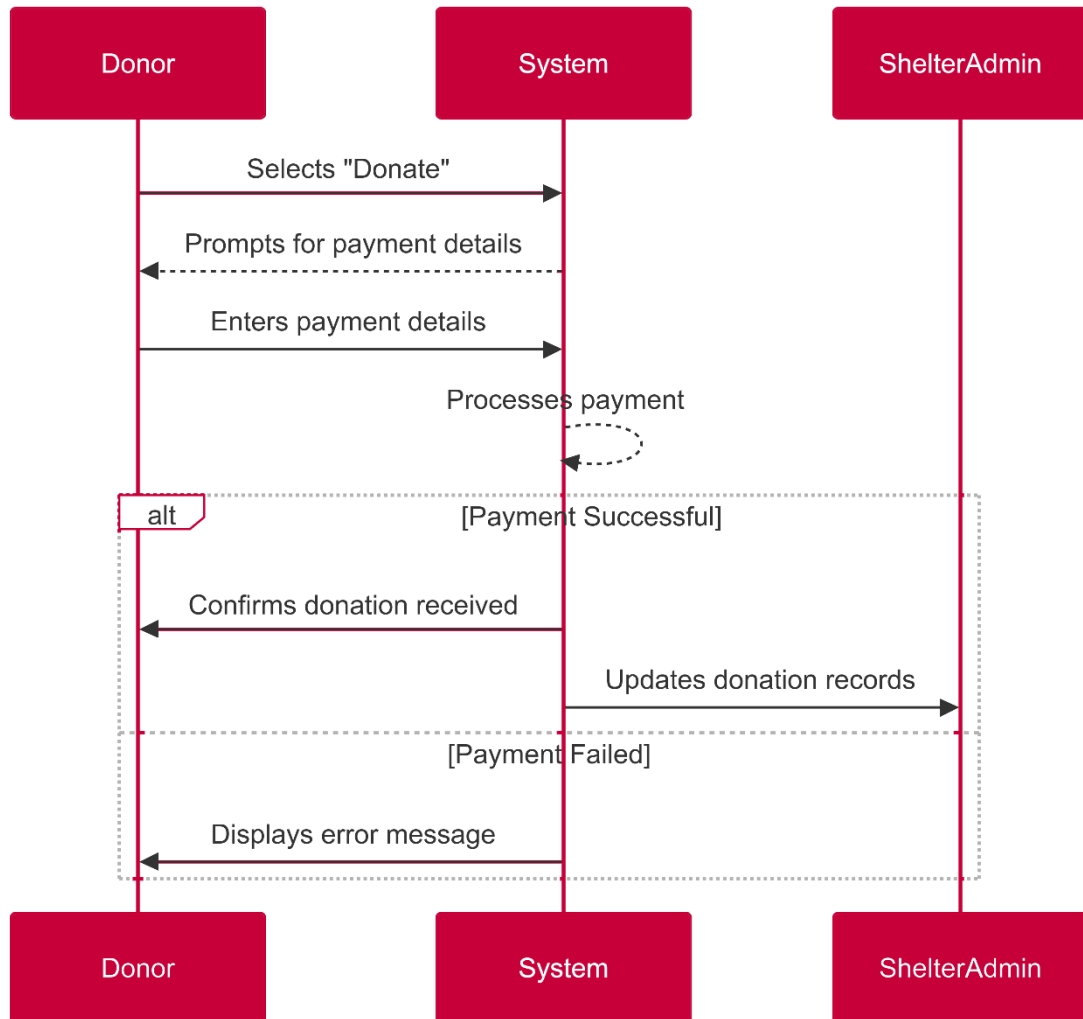 Donor System ShelterAdmin
Selects "Donate"
Prompts for payment details
Enters payment details
Processes payment
alt [Payment Successful]
Confirms donation received
Updates donation records
[Payment Failed]
Displays error message
Donor System ShelterAdmin